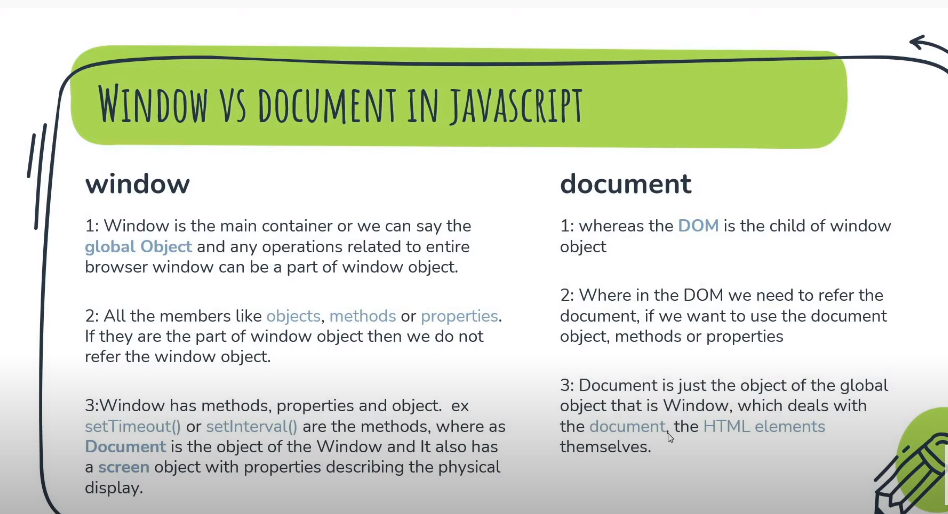 WINDOW VS DOCUMENT IN JAVASCRIPT
window
1: Window is the main container or we can say the
global Object and any operations related to entire
browser window can be a part of window object.
2: All the members like objects, methods or properties.
If they are the part of window object then we do not
refer the window object.
3:Window has methods, properties and object.  ex
setTimeout() or setInterval() are the methods, where as
Document is the object of the Window and It also has
a screen object with properties describing the physical
display.
document
1: whereas the DOM is the child of window
object
2: Where in the DOM we need to refer the
document, if we want to use the document
object, methods or properties
3: Document is just the object of the global
object that is Window, which deals with
the document, the HTML elements
themselves.